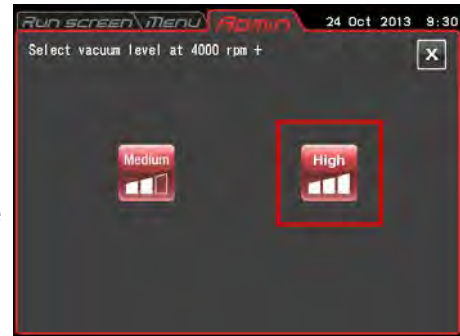 Run screen Menu Admin 24 Oct 2013 9:30
Select vacuum level at 4000 rpm +
X
Medium High